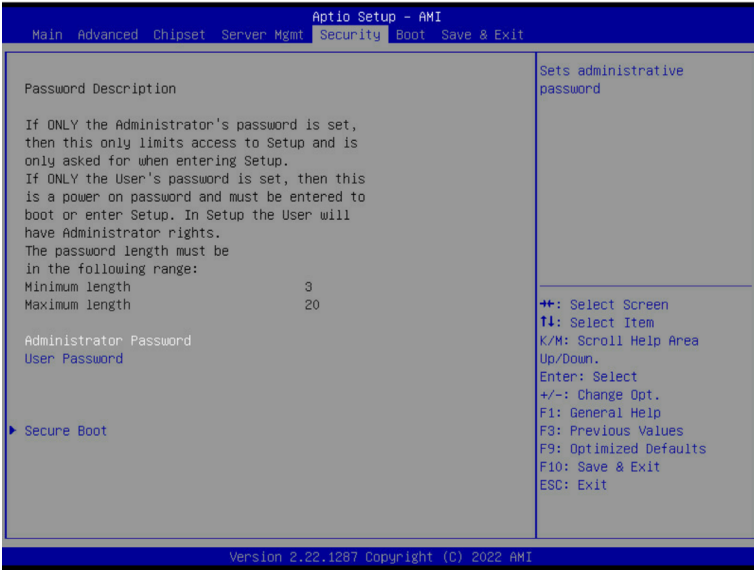 Aptio Setup - AMI
Main Advanced Chipset Server Mgmt Security Boot Save & Exit
Password Description
If ONLY the Administrator's password is set,
then this only limits access to Setup and is
only asked for when entering Setup.
If ONLY the User's password is set, then this
is a power on password and must be entered to
boot or enter Setup. In Setup the User will
have Administrator rights.
The password length must be
in the following range:
Minimum length 3
Maximum length 20
Administrator Password
User Password
Secure Boot
Sets administrative
password
→←: Select Screen
↑↓: Select Item
K/M: Scroll Help Area
Up/Down.
Enter: Select
+/-: Change Opt.
F1: General Help
F3: Previous Values
F9: Optimized Defaults
F10: Save & Exit
ESC: Exit
Version 2.22.1287 Copyright (C) 2022 AMI